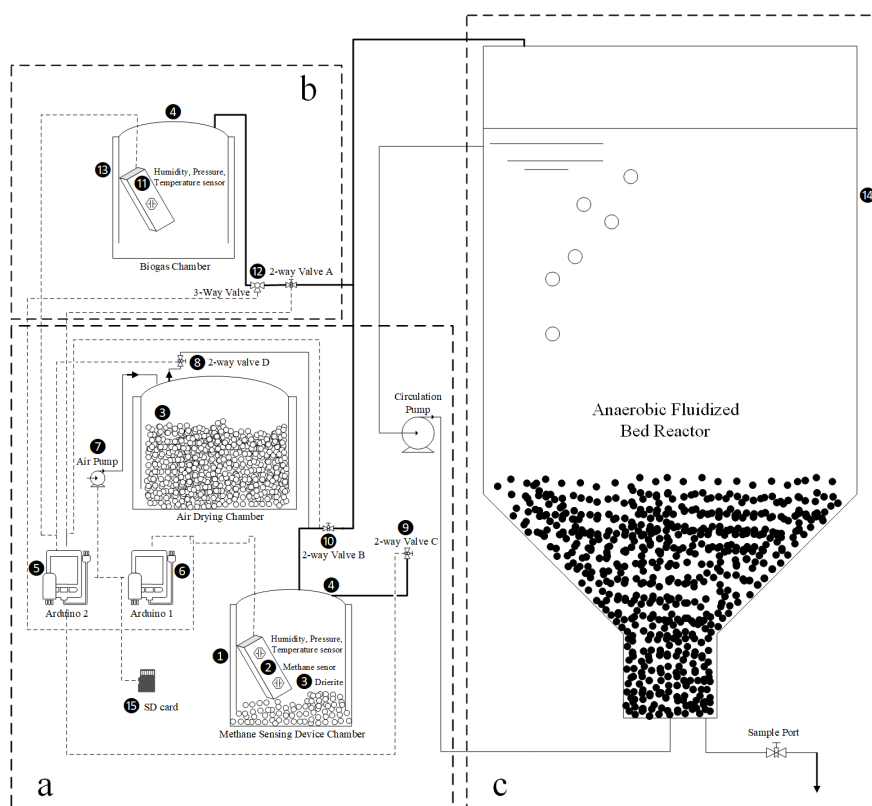 b
4
13
Humidity, Pressure,
Temperature sensor
11
Biogas Chamber
12
2-way Valve A
3-Way Valve
14
8
2-way valve D
3
7
Air Pump
Air Drying Chamber
Circulation
Pump
Anaerobic Fluidized
Bed Reactor
10
2-way Valve B
9
2-way Valve C
5
Arduino 2
6
Arduino 1
4
1
Humidity, Pressure,
Temperature sensor
2
Methane senor
3
Drierite
15
SD card
Methane Sensing Device Chamber
Sample Port
a
c